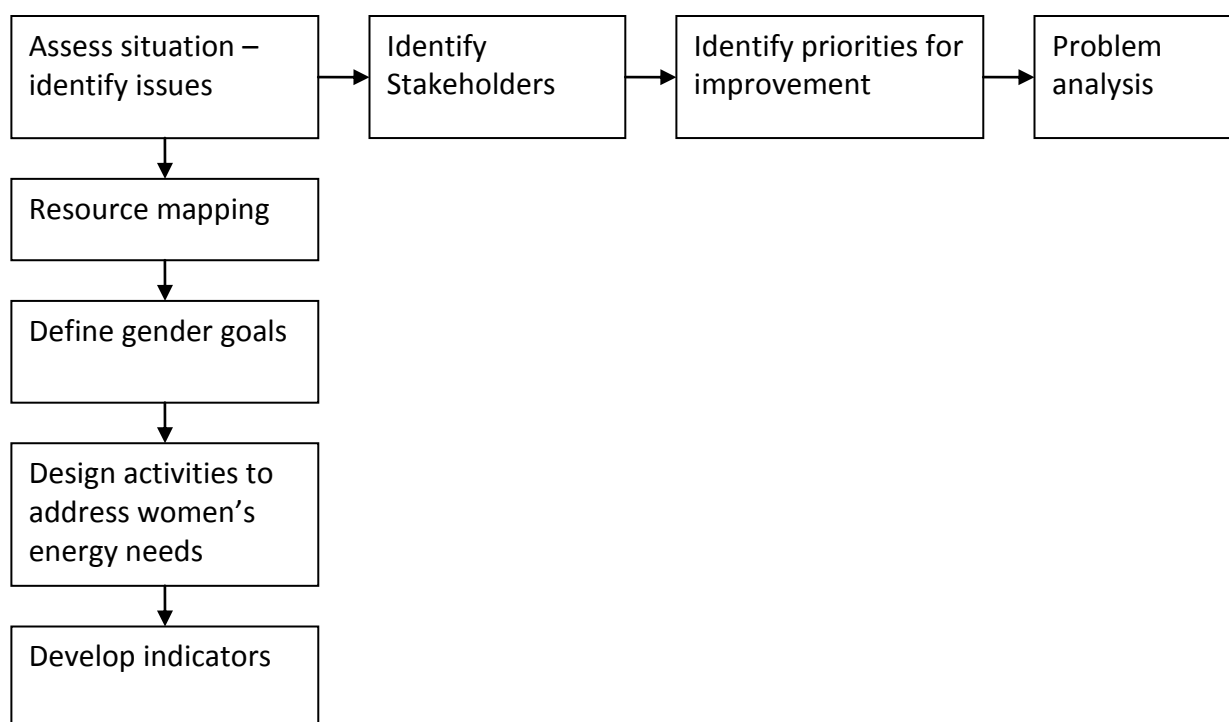 Assess situation –
identify issues
Identify
Stakeholders
Identify priorities for
improvement
Problem
analysis
Resource mapping
Define gender goals
Design activities to
address women’s
energy needs
Develop indicators